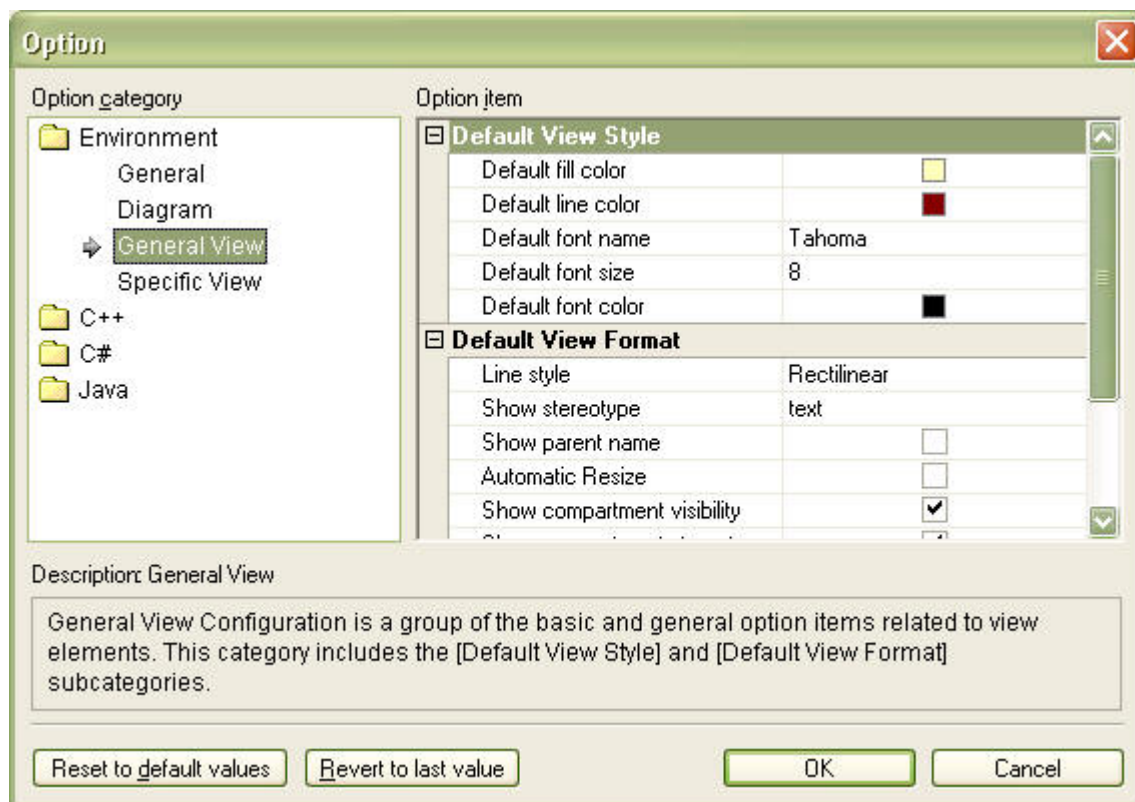 Option
Option category
Environment
General
Diagram
General View
Specific View
C++
C#
Java
Option item
Default View Style
Default fill color
Default line color
Default font name Tahoma
Default font size 8
Default font color
Default View Format
Line style Rectilinear
Show stereotype text
Show parent name
Automatic Resize
Show compartment visibility
Description: General View
General View Configuration is a group of the basic and general option items related to view
elements. This category includes the [Default View Style] and [Default View Format]
subcategories.
Reset to default values Revert to last value OK Cancel